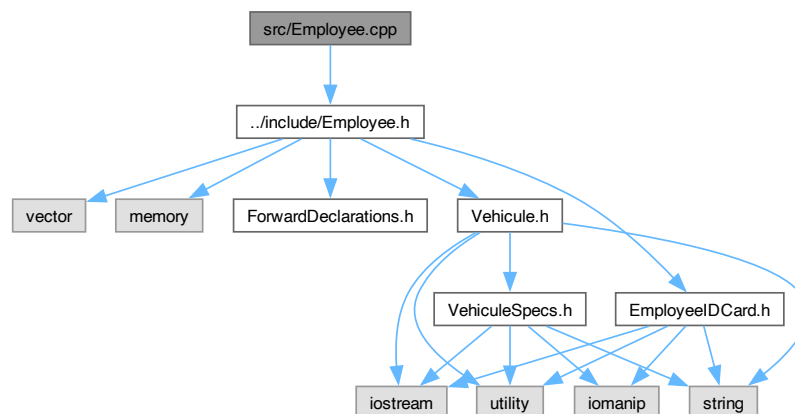 src/Employee.cpp
../include/Employee.h
vector
memory
ForwardDeclarations.h
Vehicule.h
VehiculeSpecs.h
EmployeeIDCard.h
iostream
utility
iomanip
string